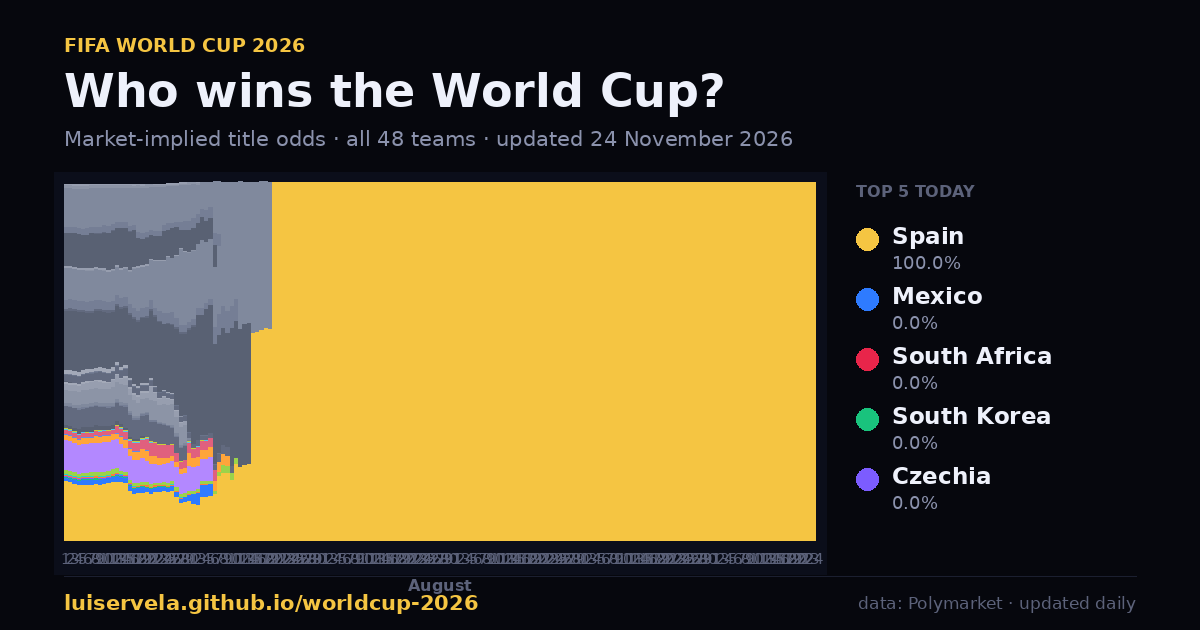 FIFA WORLD CUP 2026
Who wins the World Cup?
Market-implied title odds · all 48 teams · updated 24 November 2026
TOP 5 TODAY
Spain
100.0%
Mexico
0.0%
South Africa
0.0%
South Korea
0.0%
Czechia
0.0%
August
luiservela.github.io/worldcup-2026
data: Polymarket · updated daily